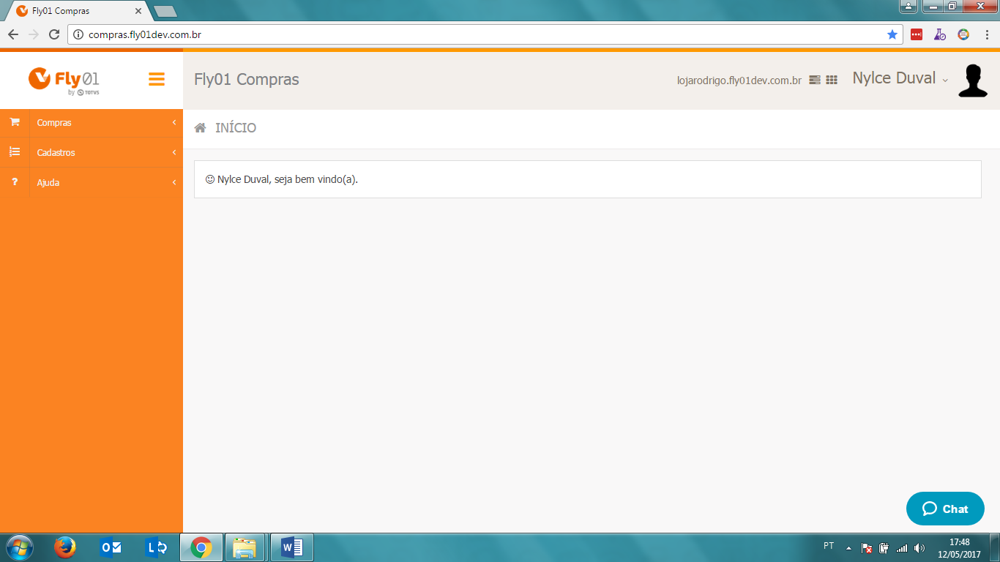 Fly01 Compras
compras.fly01dev.com.br
Fly01
by TOTVS
Fly01 Compras
lojarodrigo.fly01dev.com.br
Nylce Duval
Compras
Cadastros
Ajuda
INÍCIO
Nylce Duval, seja bem vindo(a).
Chat
PT
17:48
12/05/2017